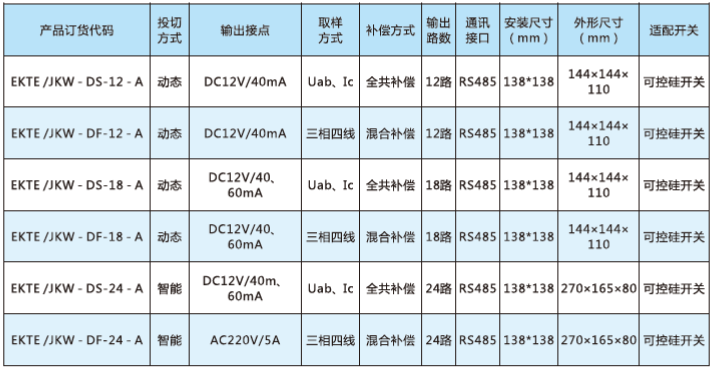 产品订货代码 投切方式 输出接点 取样方式 补偿方式 输出路数 通讯接口 安装尺寸（mm） 外形尺寸（mm） 适配开关
EKTE /JKW - DS-12 - A 动态 DC12V/40mA Uab、Ic 全共补偿 12路 RS485 138*138 144×144×110 可控硅开关
EKTE /JKW - DF-12 - A 动态 DC12V/40mA 三相四线 混合补偿 12路 RS485 138*138 144×144×110 可控硅开关
EKTE /JKW - DS-18 - A 动态 DC12V/40、60mA Uab、Ic 全共补偿 18路 RS485 138*138 144×144×110 可控硅开关
EKTE /JKW - DF-18 - A 动态 DC12V/40、60mA 三相四线 混合补偿 18路 RS485 138*138 144×144×110 可控硅开关
EKTE /JKW - DS-24 - A 智能 DC12V/40m、60mA Uab、Ic 全共补偿 24路 RS485 138*138 270×165×80 可控硅开关
EKTE /JKW - DF-24 - A 智能 AC220V/5A 三相四线 混合补偿 24路 RS485 138*138 270×165×80 可控硅开关